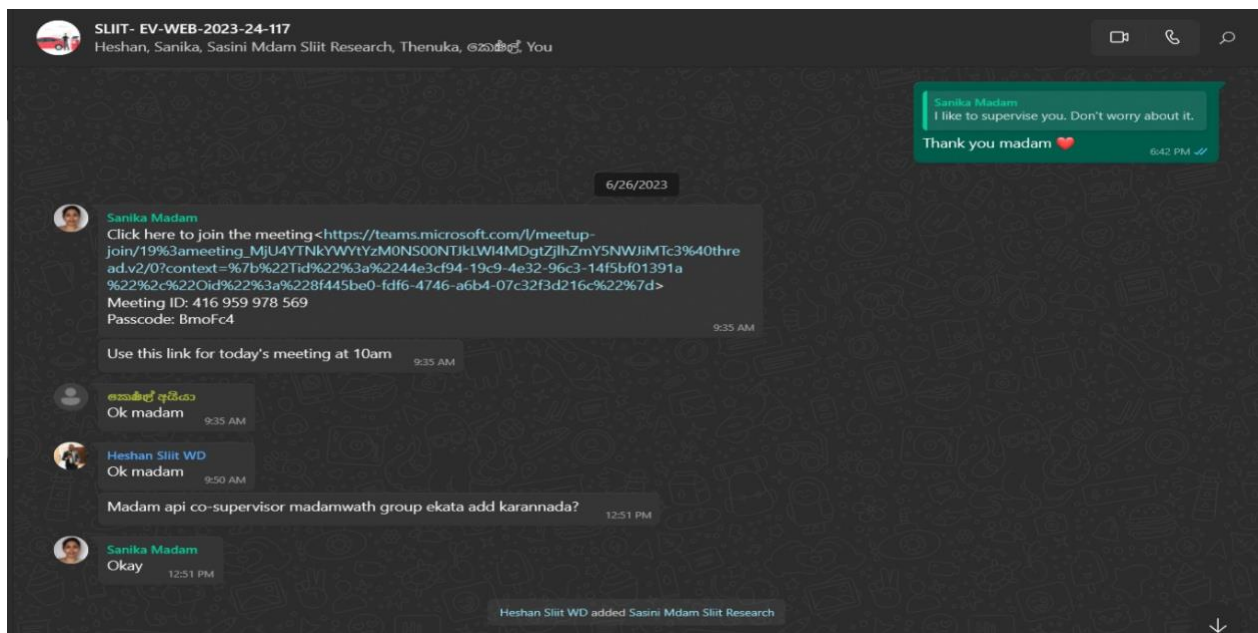 SLIIT- EV-WEB-2023-24-117
Heshan, Sanika, Sasini Mdam Sliit Research, Thenuka, කෞෂල්, You
Sanika Madam
I like to supervise you. Don't worry about it.
Thank you madam ❤️
6:42 PM
6/26/2023
Sanika Madam
Click here to join the meeting<https://teams.microsoft.com/l/meetup-
join/19%3ameeting_MjU4YTNkYWYtYzM0NS00NTJkLWI4MDgtZjlhZmY5NWJiMTc3%40thre
ad.v2/0?context=%7b%22Tid%22%3a%2244e3cf94-19c9-4e32-96c3-14f5bf01391a
%22%2c%22Oid%22%3a%228f445be0-fdf6-4746-a6b4-07c32f3d216c%22%7d>
Meeting ID: 416 959 978 569
Passcode: BmoFc4
9:35 AM
Use this link for today's meeting at 10am 9:35 AM
අයියා
Ok madam 9:35 AM
Heshan Sliit WD
Ok madam 9:50 AM
Madam api co-supervisor madamwath group ekata add karannada? 12:51 PM
Sanika Madam
Okay 12:51 PM
Heshan Sliit WD added Sasini Mdam Sliit Research